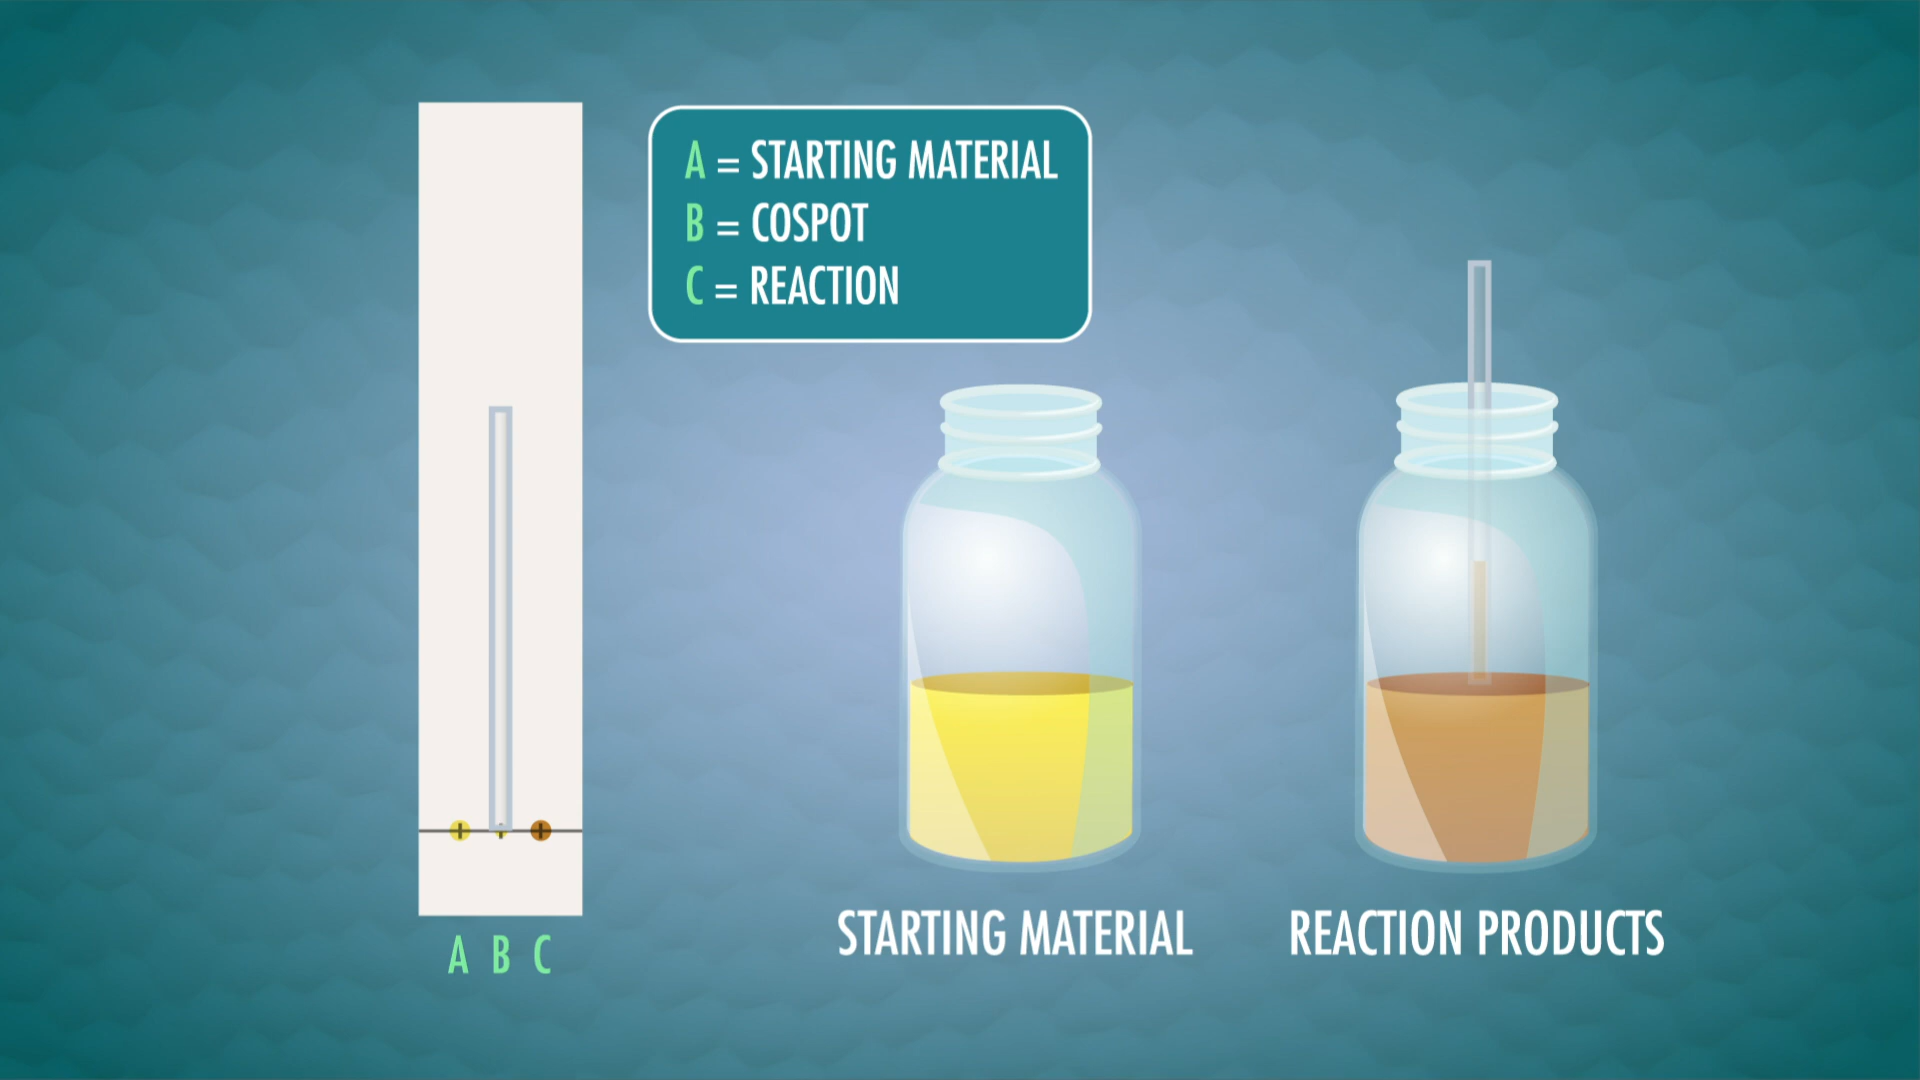 A = STARTING MATERIAL
B = COSPOT
C = REACTION
A B C
STARTING MATERIAL
REACTION PRODUCTS